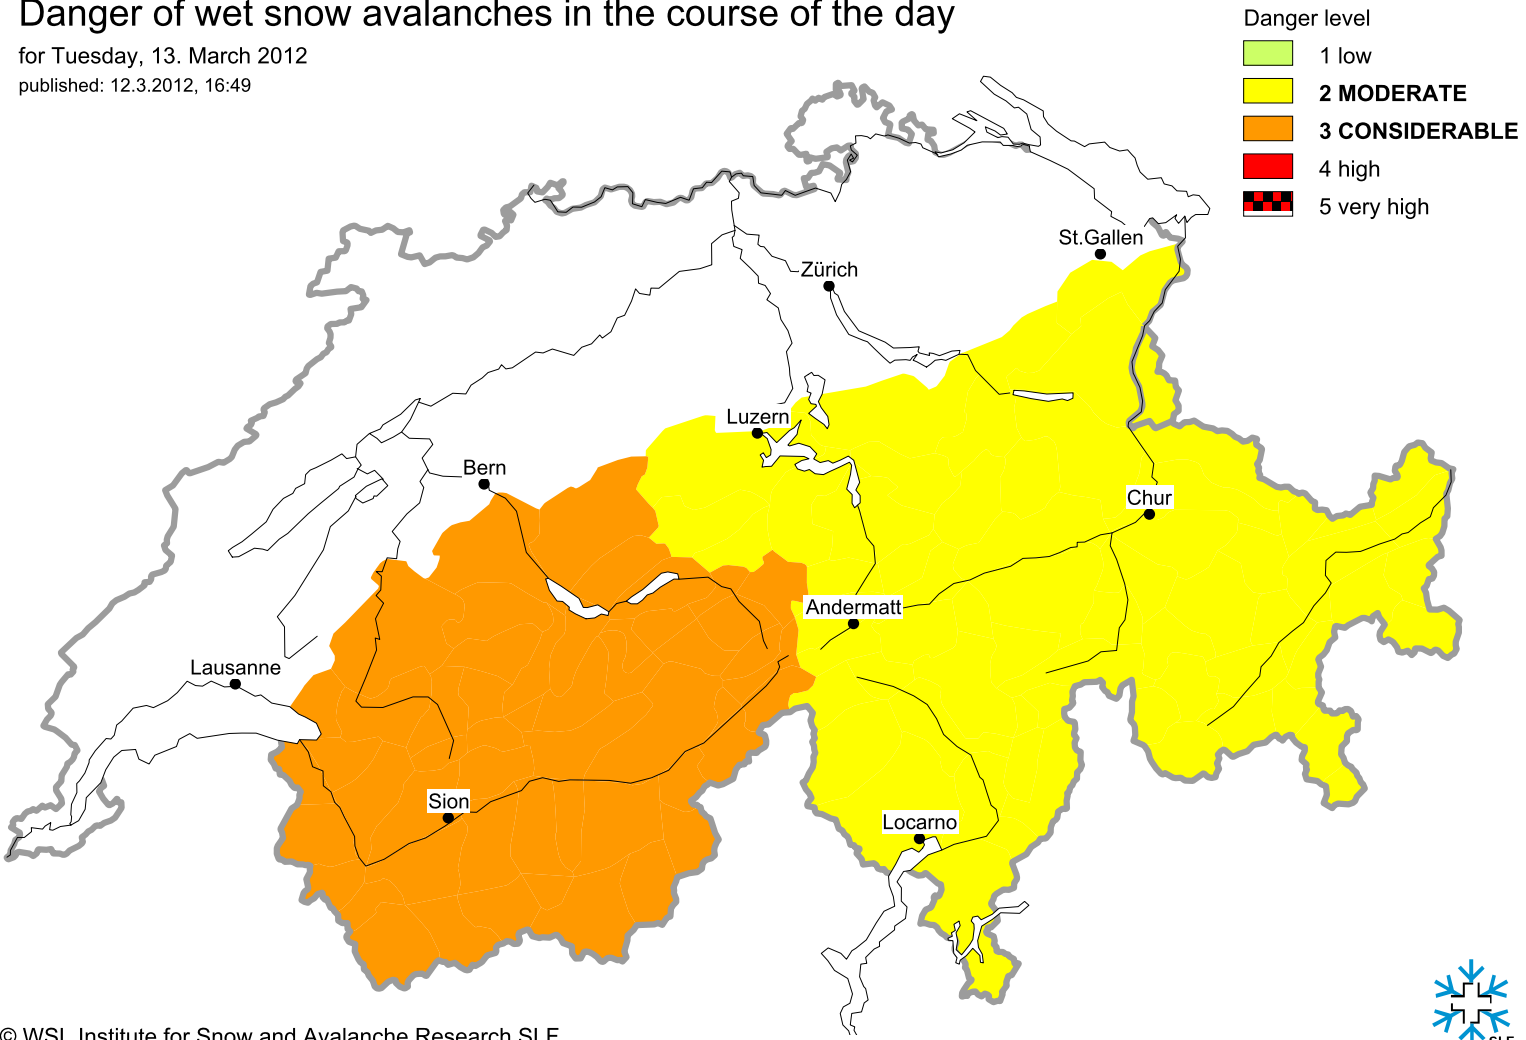 Danger of wet snow avalanches in the course of the day
for Tuesday, 13. March 2012
published: 12.3.2012, 16:49
Danger level
1 low
2 MODERATE
3 CONSIDERABLE
4 high
5 very high
St.Gallen
Zürich
Luzern
Bern
Chur
Andermatt
Lausanne
Sion
Locarno
© WSL Institute for Snow and Avalanche Research SLF
SLF